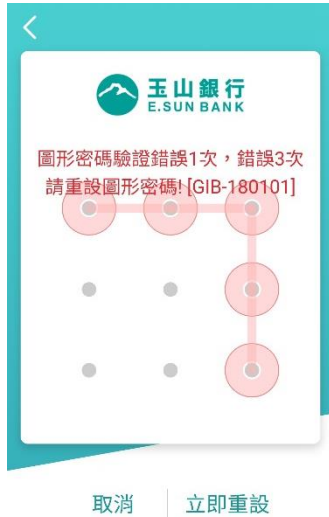 玉山銀行
E.SUN BANK
圖形密碼驗證錯誤1次，錯誤3次
請重設圖形密碼! [GIB-180101]
取消
立即重設